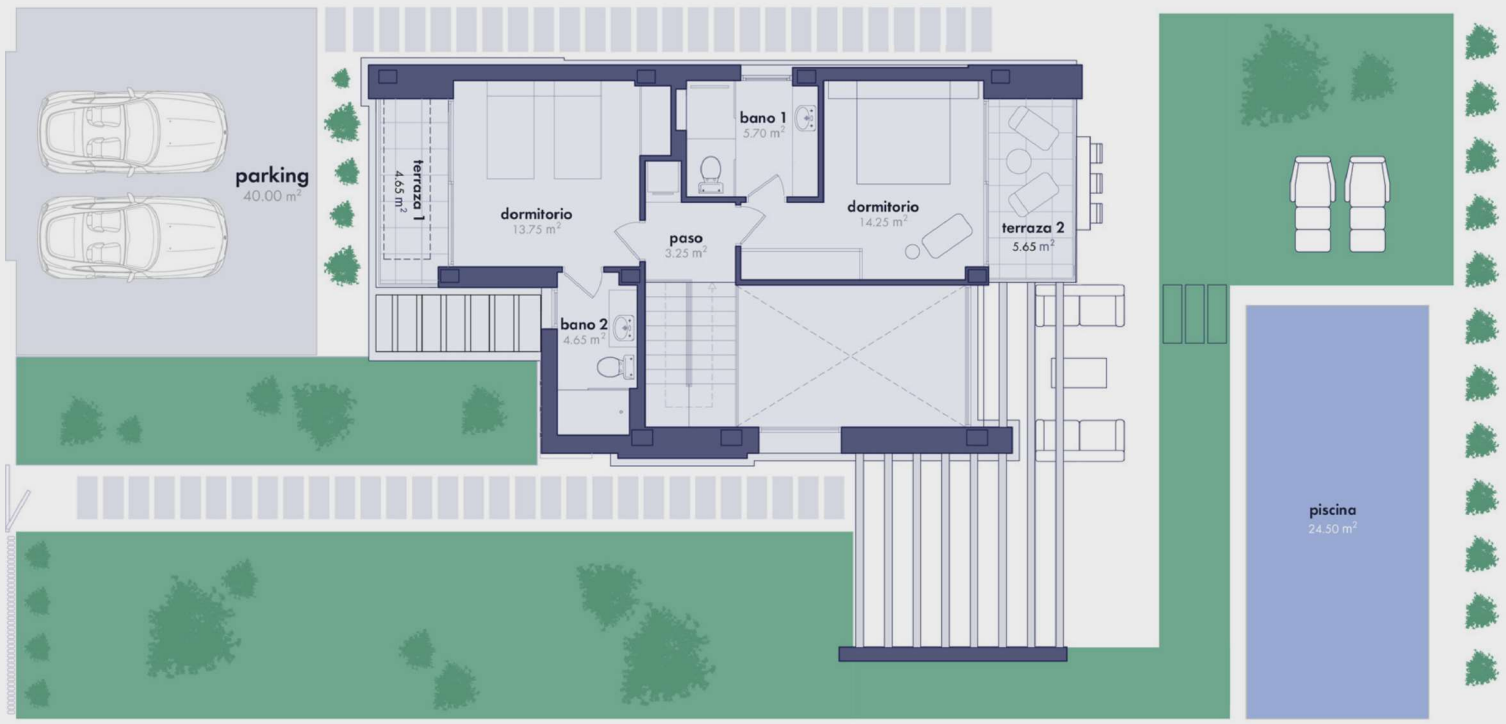 parking
40.00 m²
terraza 1
4.65 m²
dormitorio
13.75 m²
bano 1
5.70 m²
paso
3.25 m²
dormitorio
14.25 m²
terraza 2
5.65 m²
bano 2
4.65 m²
piscina
24.50 m²